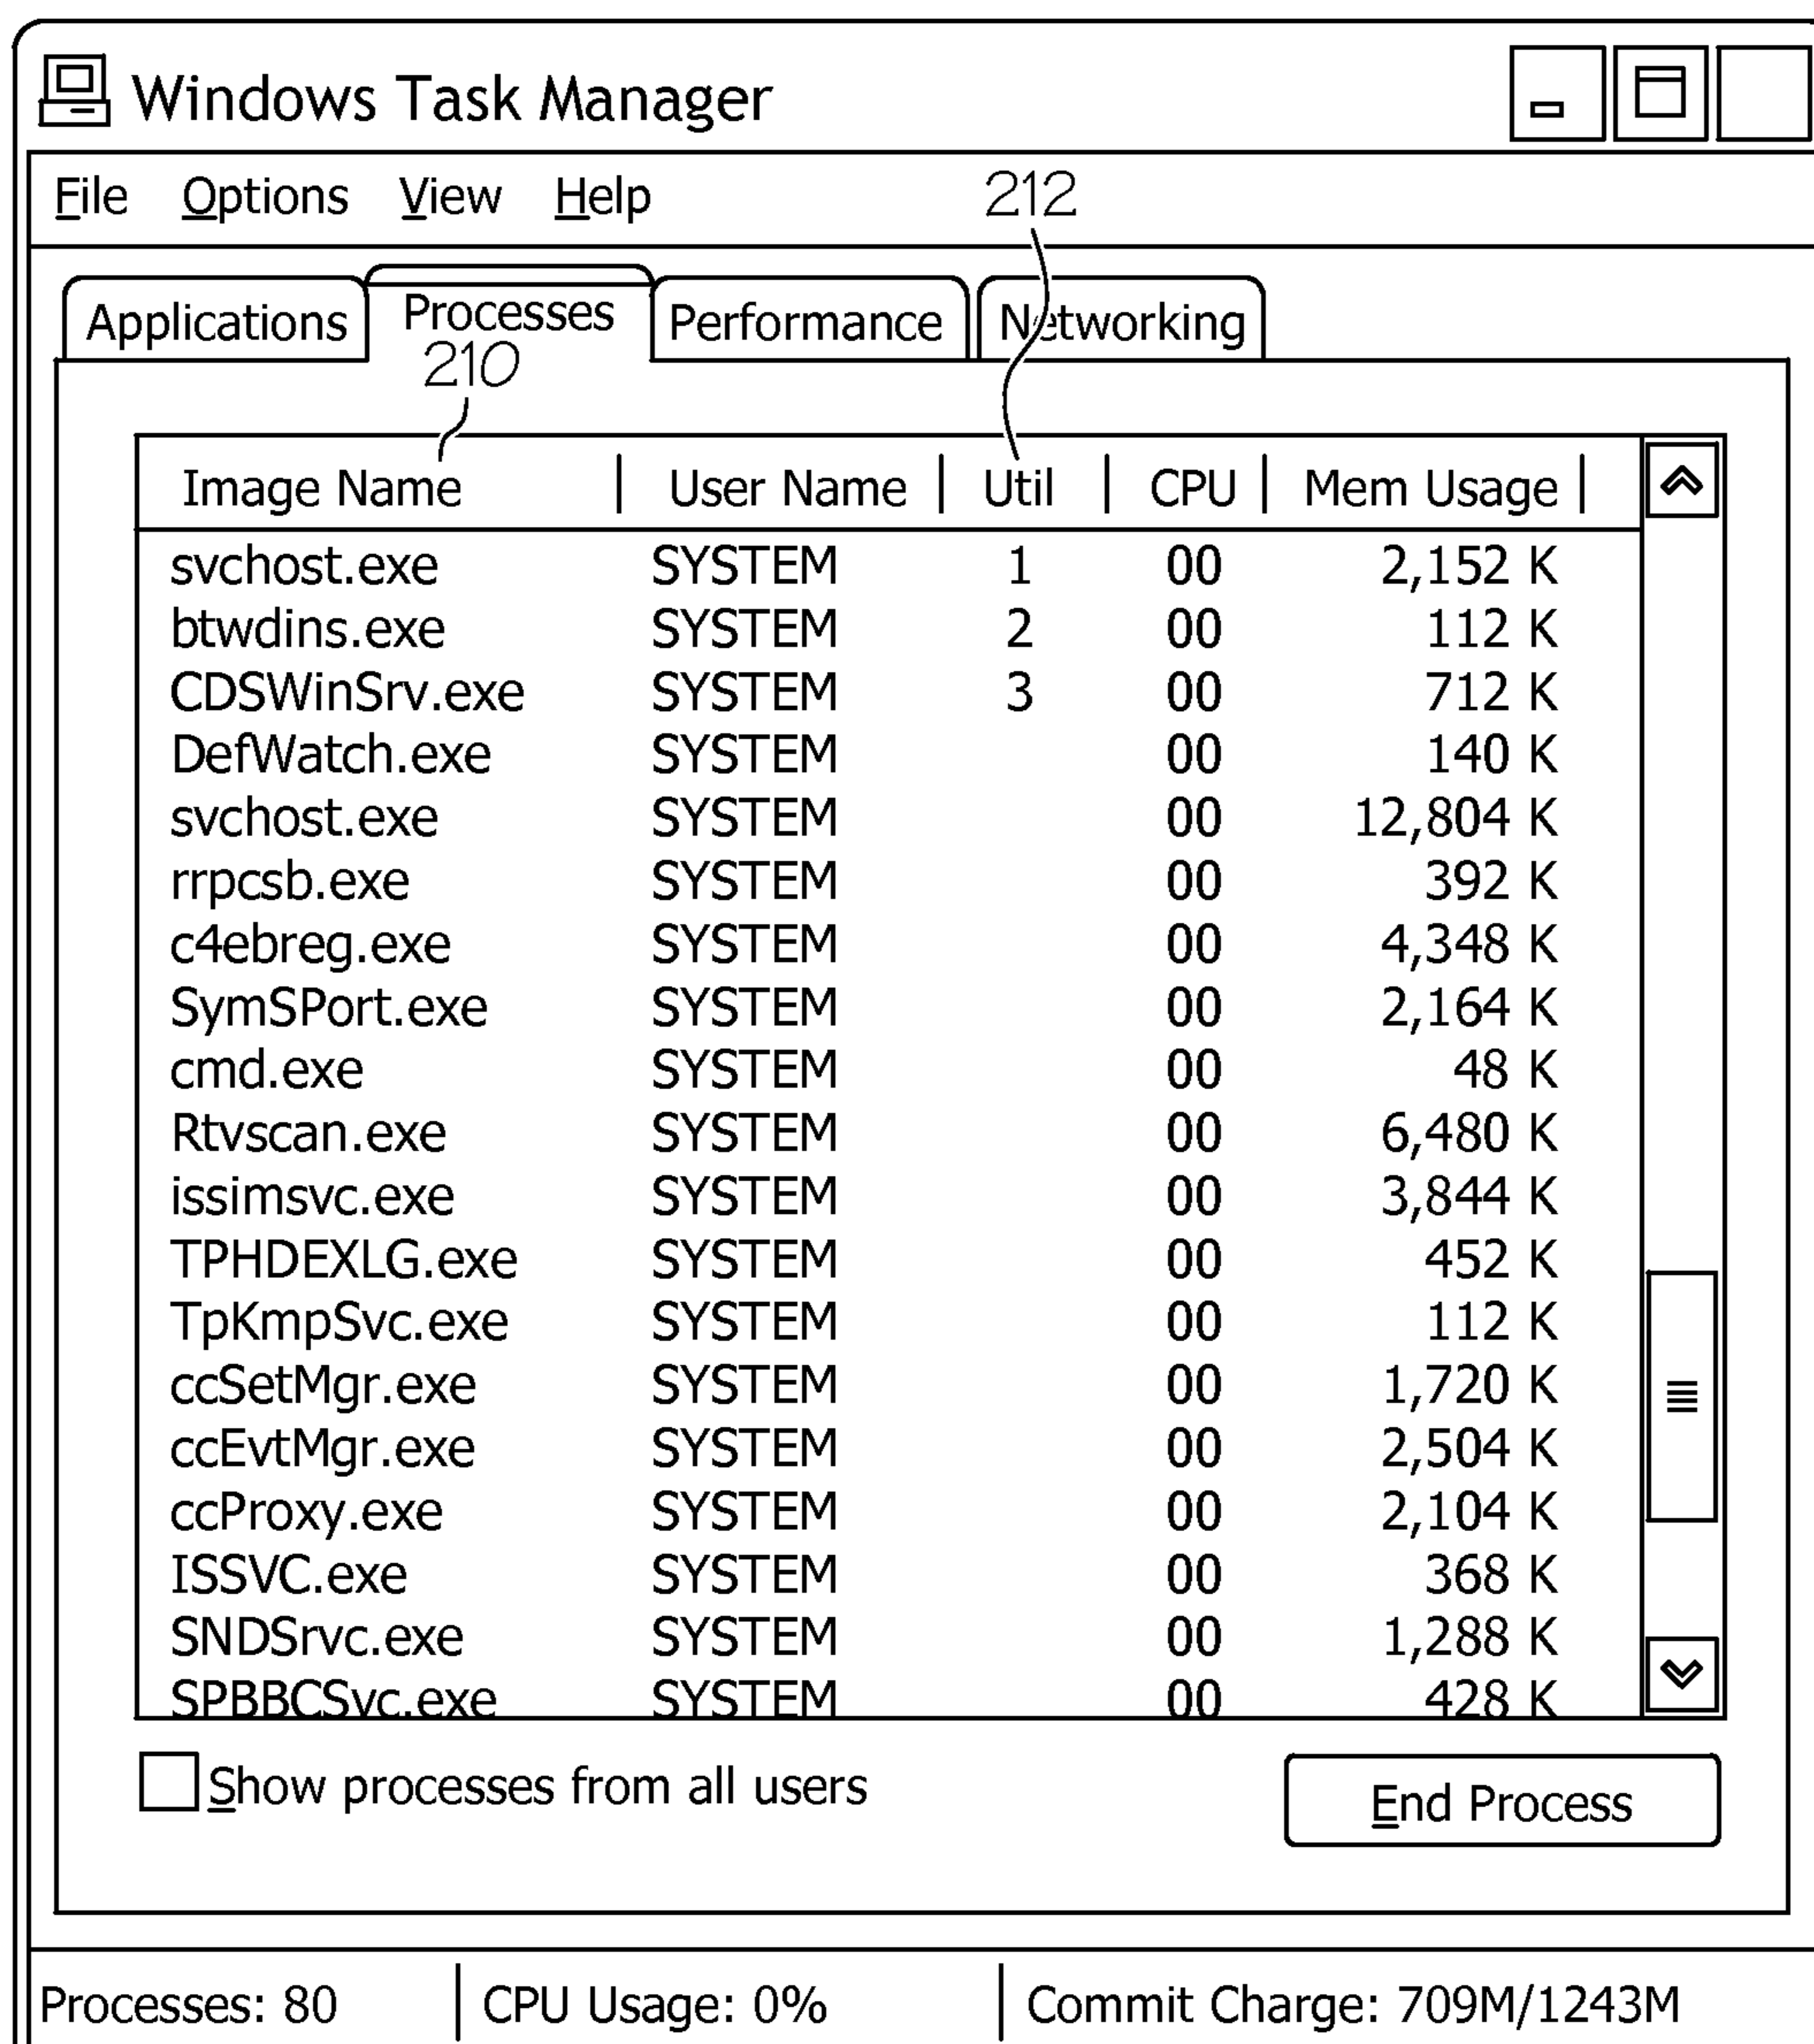 Windows Task Manager
File Options View Help
212
Applications Processes Performance Networking
210
Image Name User Name Util CPU Mem Usage
svchost.exe SYSTEM 1 00 2,152 K
btwdins.exe SYSTEM 2 00 112 K
CDSWinSrv.exe SYSTEM 3 00 712 K
DefWatch.exe SYSTEM 00 140 K
svchost.exe SYSTEM 00 12,804 K
rrpcsb.exe SYSTEM 00 392 K
c4ebreg.exe SYSTEM 00 4,348 K
SymSPort.exe SYSTEM 00 2,164 K
cmd.exe SYSTEM 00 48 K
Rtvscan.exe SYSTEM 00 6,480 K
issimsvc.exe SYSTEM 00 3,844 K
TPHDEXLG.exe SYSTEM 00 452 K
TpKmpSvc.exe SYSTEM 00 112 K
ccSetMgr.exe SYSTEM 00 1,720 K
ccEvtMgr.exe SYSTEM 00 2,504 K
ccProxy.exe SYSTEM 00 2,104 K
ISSVC.exe SYSTEM 00 368 K
SNDSrvc.exe SYSTEM 00 1,288 K
SPBBCSvc.exe SYSTEM 00 428 K
Show processes from all users
End Process
Processes: 80 CPU Usage: 0% Commit Charge: 709M/1243M